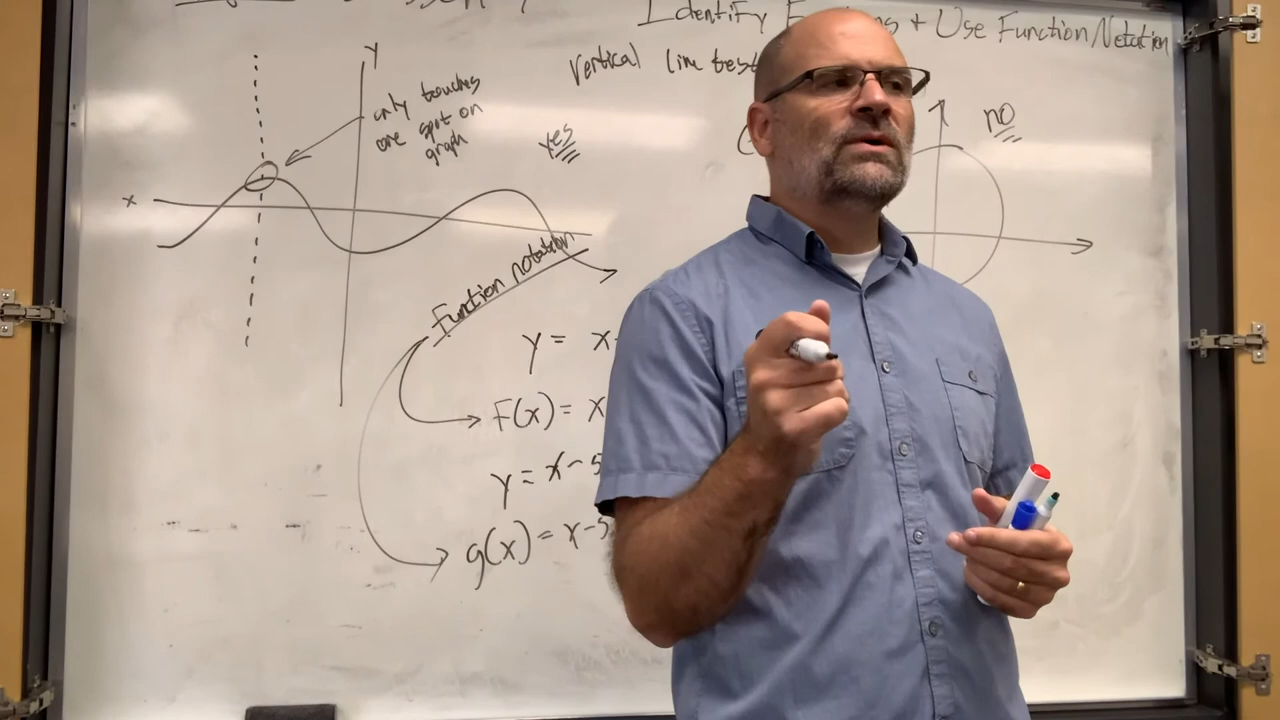 Identify + Use Function Notation
Vertical line test
y
only touches
one spot on
graph
yes
no
x
Function notation
y = x-
F(x) = x
y = x-5
g(x) = x-5